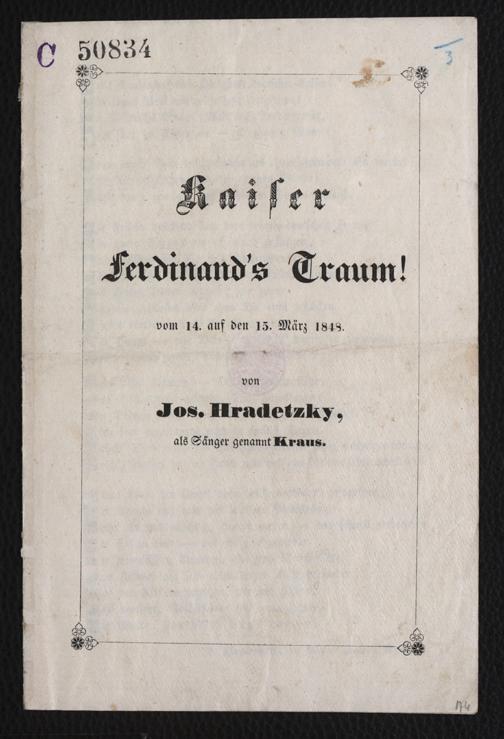 C 50834
3
Kaiſer
Ferdinand's Traum!
vom 14. auf den 15. März 1848.
von
Jos. Hradetzky,
als Sänger genannt Kraus.